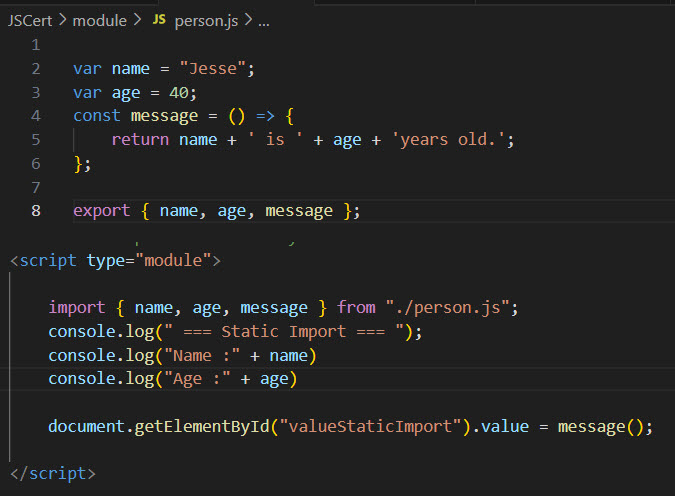 JSCert > module > JS person.js > ...
1
2 var name = "Jesse";
3 var age = 40;
4 const message = () => {
5 return name + ' is ' + age + 'years old.';
6 };
7
8 export { name, age, message };
<script type="module">
import { name, age, message } from "./person.js";
console.log(" === Static Import === ");
console.log("Name :" + name)
console.log("Age :" + age)
document.getElementById("valueStaticImport").value = message();
</script>